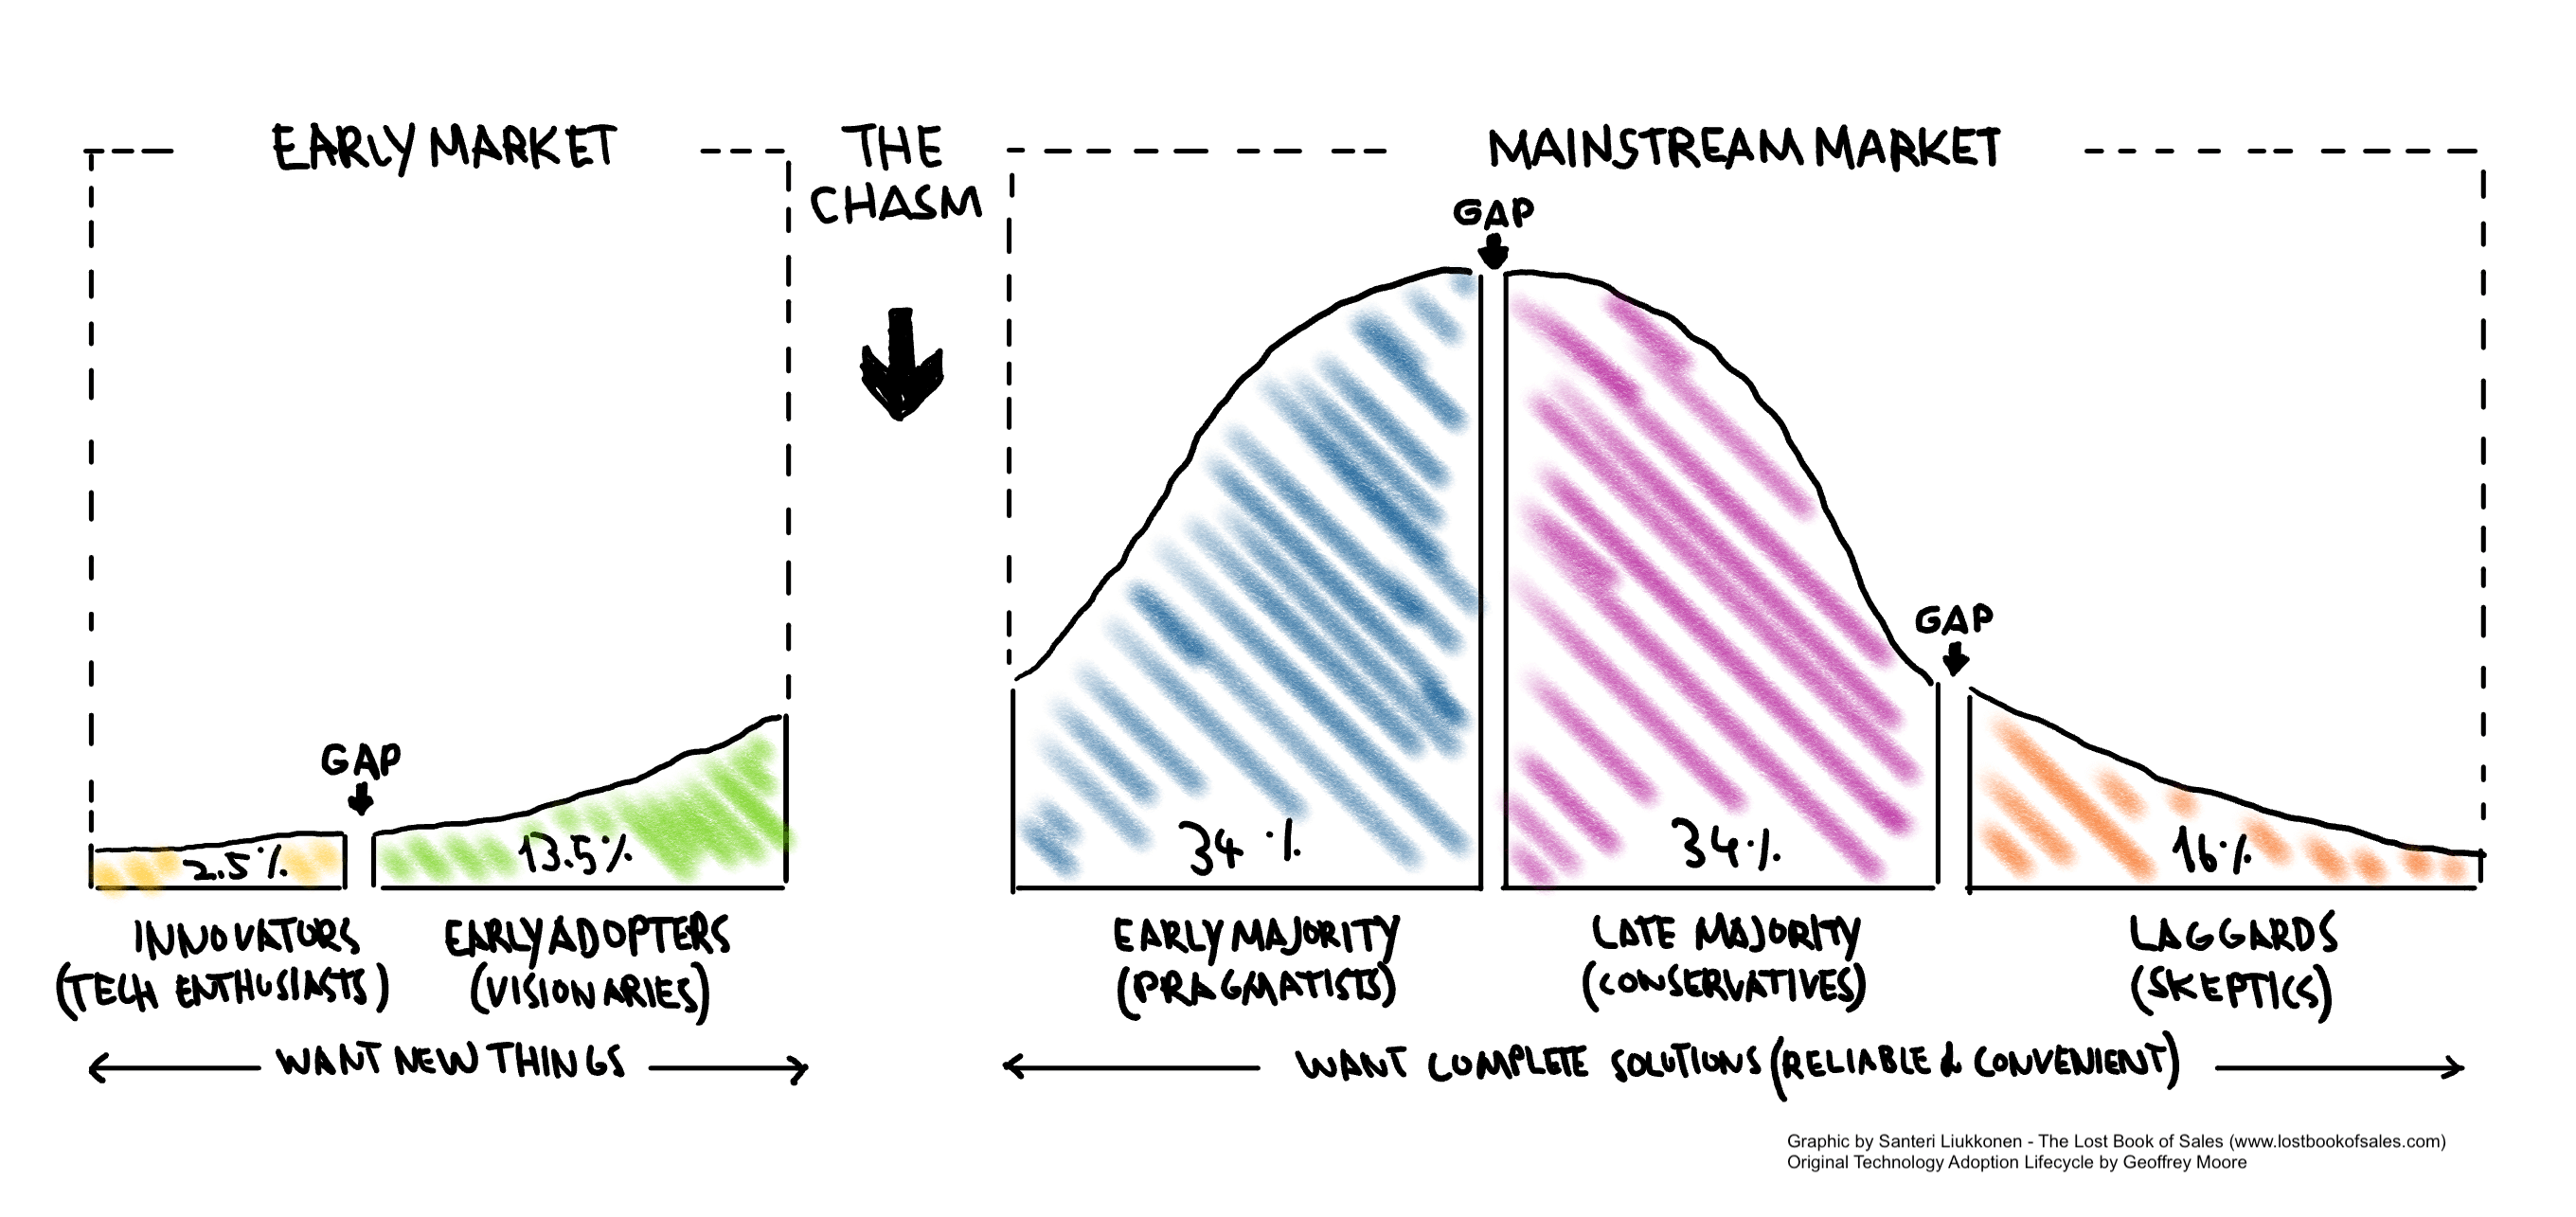 EARLY MARKET
THE
CHASM
MAINSTREAM MARKET
GAP
GAP
GAP
2.5%
13.5%
34%
34%
16%
INNOVATORS
(TECH ENTHUSIASTS)
EARLY ADOPTERS
(VISIONARIES)
EARLY MAJORITY
(PRAGMATISTS)
LATE MAJORITY
(CONSERVATIVES)
LAGGARDS
(SKEPTICS)
WANT NEW THINGS
WANT COMPLETE SOLUTIONS (RELIABLE & CONVENIENT)
Graphic by Santeri Liukkonen - The Lost Book of Sales (www.lostbookofsales.com)
Original Technology Adoption Lifecycle by Geoffrey Moore